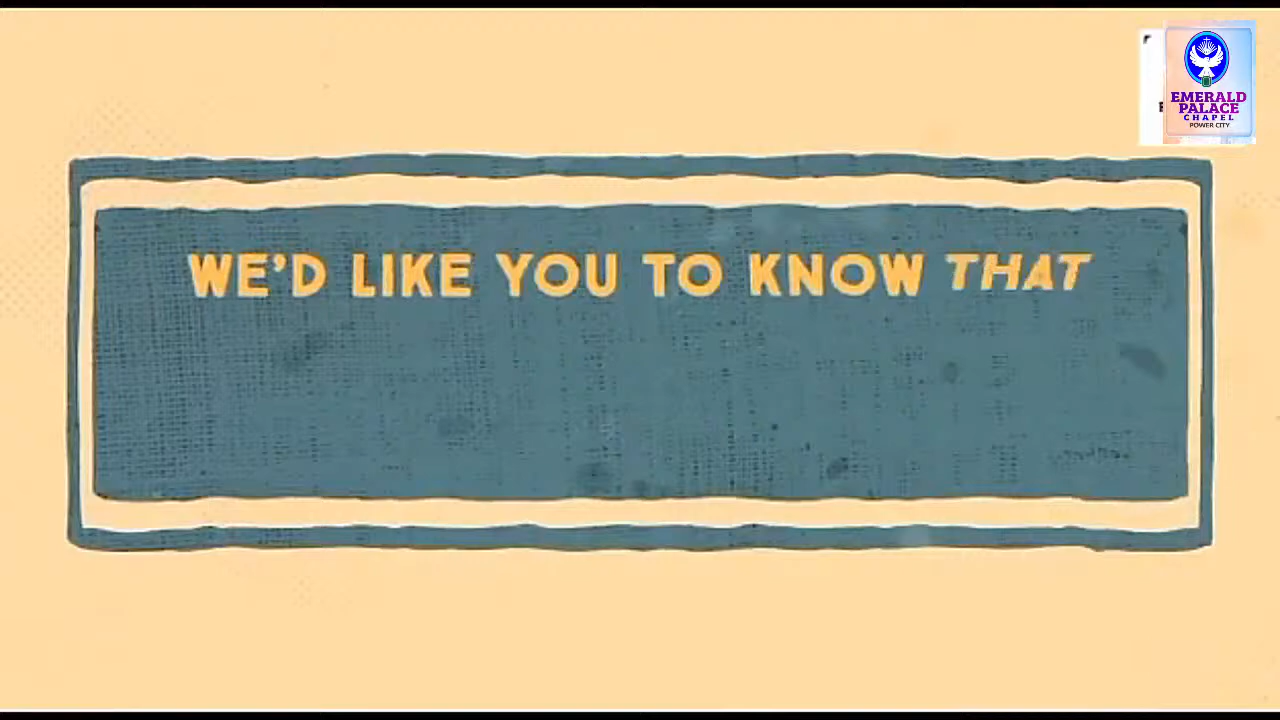 EMERALD
PALACE
CHAPEL
POWER CITY
WE'D LIKE YOU TO KNOW THAT